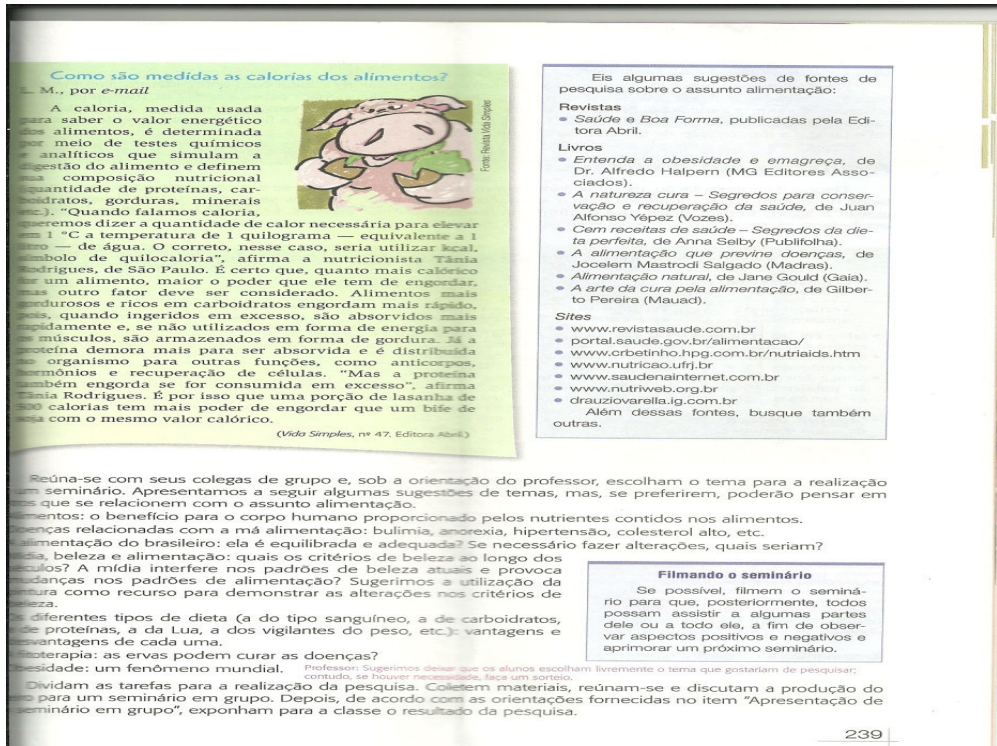 Como são medidas as calorias dos alimentos?
M., por e-mail
A caloria, medida usada
para saber o valor energético
dos alimentos, é determinada
por meio de testes químicos
e analíticos que simulam a
digestão do alimento e definem
sua composição nutricional
(quantidade de proteínas, car-
boidratos, gorduras, minerais
etc.). “Quando falamos caloria,
queremos dizer a quantidade de calor necessária para elevar
em 1 °C a temperatura de 1 quilograma — equivalente a 1
litro — de água. O correto, nesse caso, seria utilizar kcal,
símbolo de quilocaloria”, afirma a nutricionista Tânia
Rodrigues, de São Paulo. É certo que, quanto mais calórico
for um alimento, maior o poder que ele tem de engordar,
mas outro fator deve ser considerado. Alimentos mais
gordurosos e ricos em carboidratos engordam mais rápido,
pois, quando ingeridos em excesso, são absorvidos mais
rapidamente e, se não utilizados em forma de energia para
os músculos, são armazenados em forma de gordura. Já a
proteína demora mais para ser absorvida e é distribuída
no organismo para outras funções, como anticorpos,
hormônios e recuperação de células. “Mas a proteína
também engorda se for consumida em excesso”, afirma
Tânia Rodrigues. É por isso que uma porção de lasanha de
300 calorias tem mais poder de engordar que um bife de
soja com o mesmo valor calórico.
(Vida Simples, nº 47. Editora Abril.)
Fonte: Revista Vida Simples
Eis algumas sugestões de fontes de
pesquisa sobre o assunto alimentação:
Revistas
• Saúde e Boa Forma, publicadas pela Edi-
tora Abril.
Livros
• Entenda a obesidade e emagreça, de
Dr. Alfredo Halpern (MG Editores Asso-
ciados).
• A natureza cura – Segredos para conser-
vação e recuperação da saúde, de Juan
Alfonso Yépez (Vozes).
• Cem receitas de saúde – Segredos da die-
ta perfeita, de Anna Selby (Publifolha).
• A alimentação que previne doenças, de
Jocelem Mastrodi Salgado (Madras).
• Alimentação natural, de Jane Gould (Gaia).
• A arte da cura pela alimentação, de Gilber-
to Pereira (Mauad).
Sites
• www.revistasaude.com.br
• portal.saude.gov.br/alimentacao/
• www.crbetinho.hpg.com.br/nutriaids.htm
• www.nutricao.ufrj.br
• www.saudenainternet.com.br
• www.nutriweb.org.br
• drauziovarella.ig.com.br
Além dessas fontes, busque também
outras.
Reúna-se com seus colegas de grupo e, sob a orientação do professor, escolham o tema para a realização
um seminário. Apresentamos a seguir algumas sugestões de temas, mas, se preferirem, poderão pensar em
que se relacionem com o assunto alimentação.
Alimentos: o benefício para o corpo humano proporcionado pelos nutrientes contidos nos alimentos.
Doenças relacionadas com a má alimentação: bulimia, anorexia, hipertensão, colesterol alto, etc.
alimentação do brasileiro: ela é equilibrada e adequada? Se necessário fazer alterações, quais seriam?
Mídia, beleza e alimentação: quais os critérios de beleza ao longo dos
séculos? A mídia interfere nos padrões de beleza atuais e provoca
mudanças nos padrões de alimentação? Sugerimos a utilização da
pintura como recurso para demonstrar as alterações nos critérios de
beleza.
diferentes tipos de dieta (a do tipo sanguíneo, a de carboidratos,
de proteínas, a da Lua, a dos vigilantes do peso, etc.): vantagens e
desvantagens de cada uma.
Fitoterapia: as ervas podem curar as doenças?
Obesidade: um fenômeno mundial.
Professor: Sugerimos deixar que os alunos escolham livremente o tema que gostariam de pesquisar;
contudo, se houver necessidade, faça um sorteio.
Filmando o seminário
Se possível, filmem o seminá-
rio para que, posteriormente, todos
possam assistir a algumas partes
dele ou a todo ele, a fim de obser-
var aspectos positivos e negativos e
aprimorar um próximo seminário.
Dividam as tarefas para a realização da pesquisa. Coletem materiais, reúnam-se e discutam a produção do
para um seminário em grupo. Depois, de acordo com as orientações fornecidas no item “Apresentação de
seminário em grupo”, exponham para a classe o resultado da pesquisa.
239